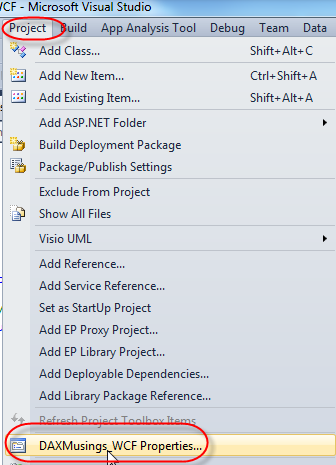 WCF - Microsoft Visual Studio
Project Build App Analysis Tool Debug Team Data
Add Class... Shift+Alt+C
Add New Item... Ctrl+Shift+A
Add Existing Item... Shift+Alt+A
Add ASP.NET Folder
Build Deployment Package
Package/Publish Settings
Exclude From Project
Show All Files
Visio UML
Add Reference...
Add Service Reference...
Set as StartUp Project
Add EP Proxy Project...
Add EP Library Project...
Add Deployable Dependencies...
Add Library Package Reference...
Refresh Project Toolbox Items
DAXMusings_WCF Properties...